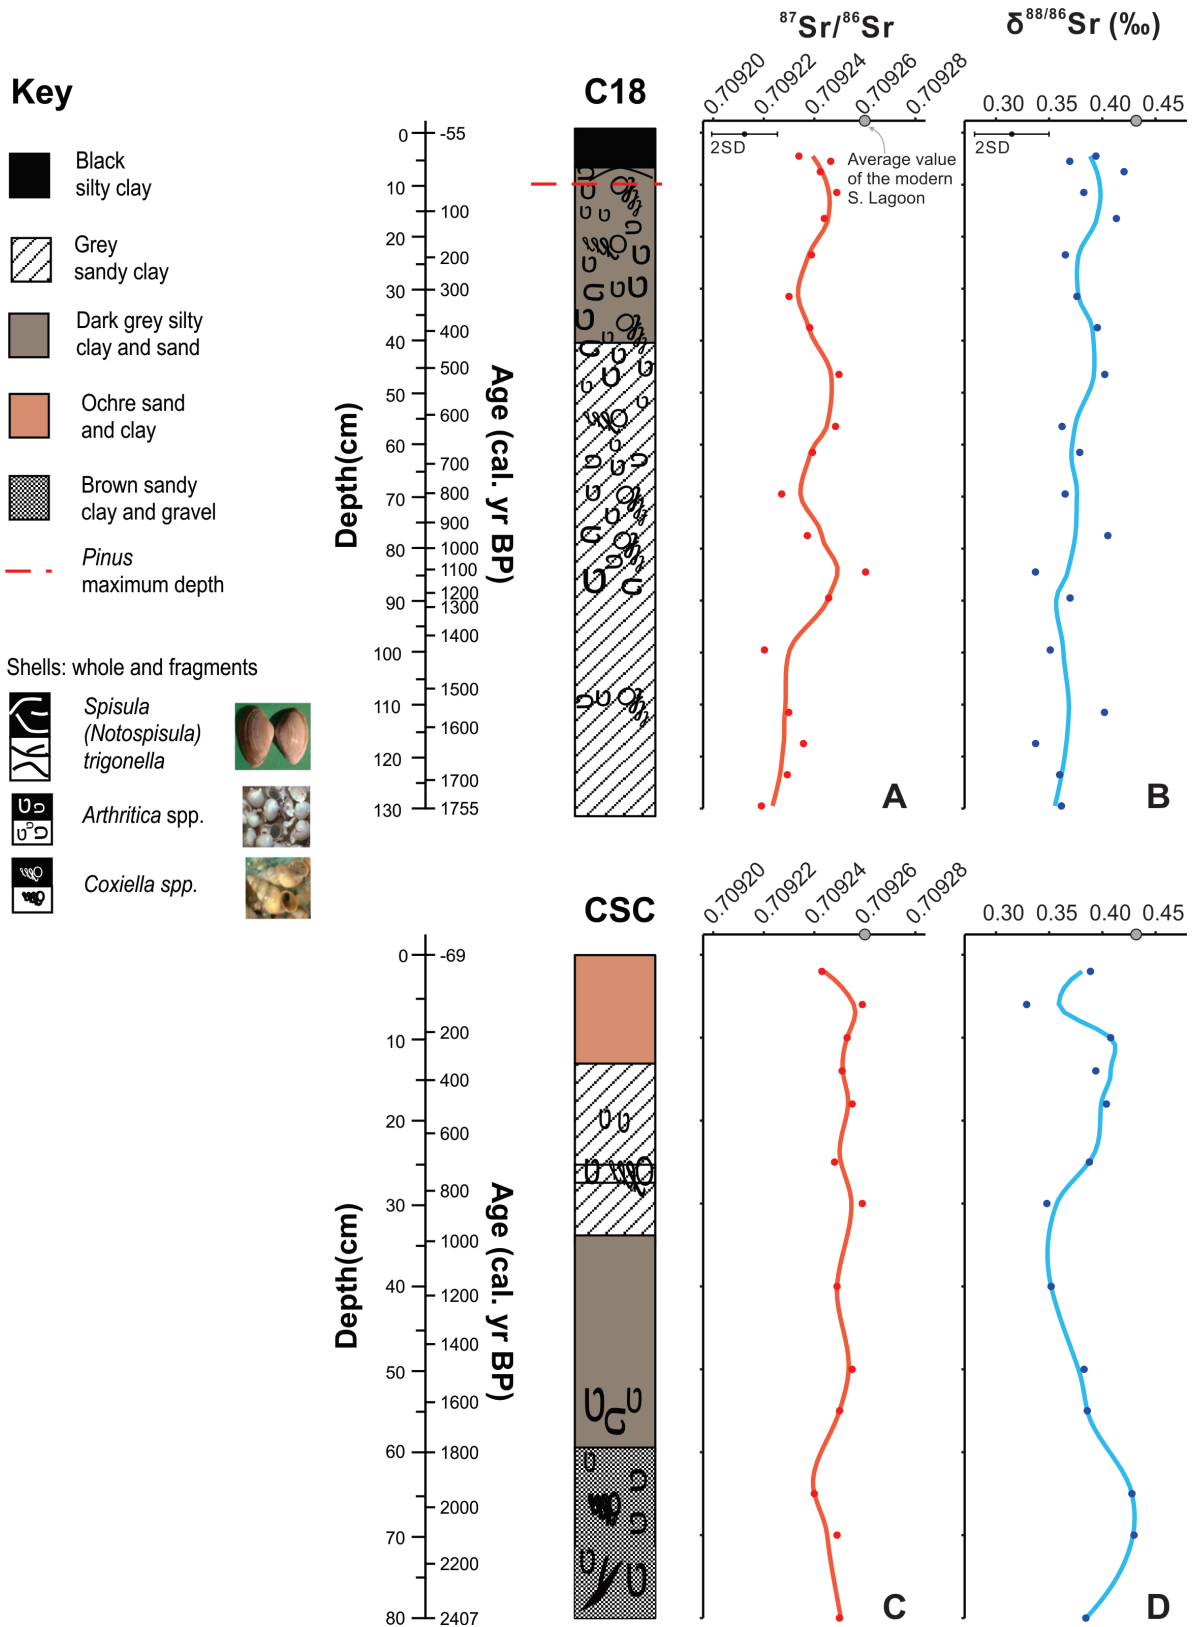 Key
Black
silty clay
Grey
sandy clay
Dark grey silty
clay and sand
Ochre sand
and clay
Brown sandy
clay and gravel
Pinus
maximum depth
Shells: whole and fragments
Spisula
(Notospisula)
trigonella
Arthritica spp.
Coxiella spp.
C18
Depth(cm)
0
10
20
30
40
50
60
70
80
90
100
110
120
130
Age (cal. yr BP)
-55
100
200
300
400
500
600
700
800
900
1000
1100
1200
1300
1400
1500
1600
1700
1755
87Sr/86Sr
0.70920
0.70922
0.70924
0.70926
0.70928
2SD
Average value
of the modern
S. Lagoon
A
δ88/86Sr (‰)
0.30 0.35 0.40 0.45
2SD
B
CSC
Depth(cm)
0
10
20
30
40
50
60
70
80
Age (cal. yr BP)
-69
200
400
600
800
1000
1200
1400
1600
1800
2000
2200
2407
0.70920
0.70922
0.70924
0.70926
0.70928
C
0.30 0.35 0.40 0.45
D